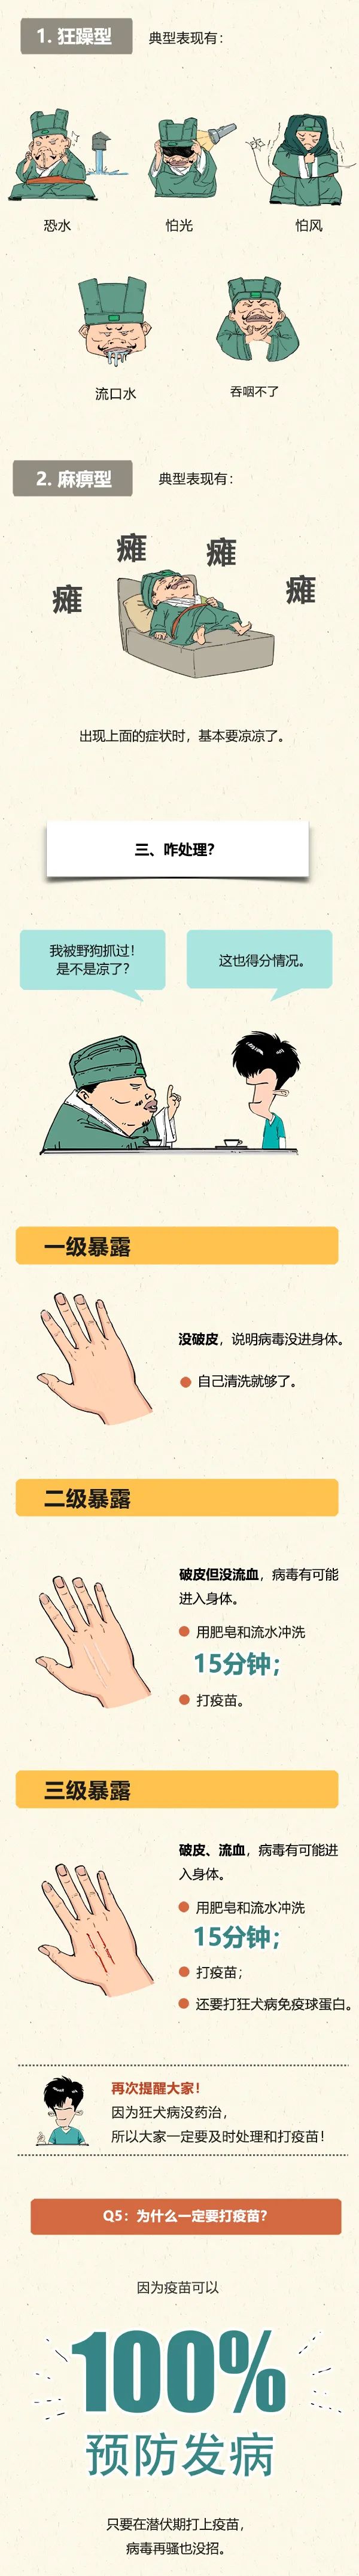 1. 狂躁型
典型表现有：
恐水
怕光
怕风
流口水
吞咽不了
2. 麻痹型
典型表现有：
瘫
瘫
瘫
瘫
出现上面的症状时，基本要凉凉了。
三、咋处理？
我被野狗抓过！
是不是凉了？
这也得分情况。
一级暴露
没破皮，说明病毒没进身体。
自己清洗就够了。
二级暴露
破皮但没流血，病毒有可能
进入身体。
用肥皂和流水冲洗
15分钟；
打疫苗。
三级暴露
破皮、流血，病毒有可能进
入身体。
用肥皂和流水冲洗
15分钟；
打疫苗；
还要打狂犬病免疫球蛋白。
再次提醒大家！
因为狂犬病没药治，
所以大家一定要及时处理和打疫苗！
Q5：为什么一定要打疫苗？
因为疫苗可以
100%
预防发病
只要在潜伏期打上疫苗，
病毒再骚也没招。